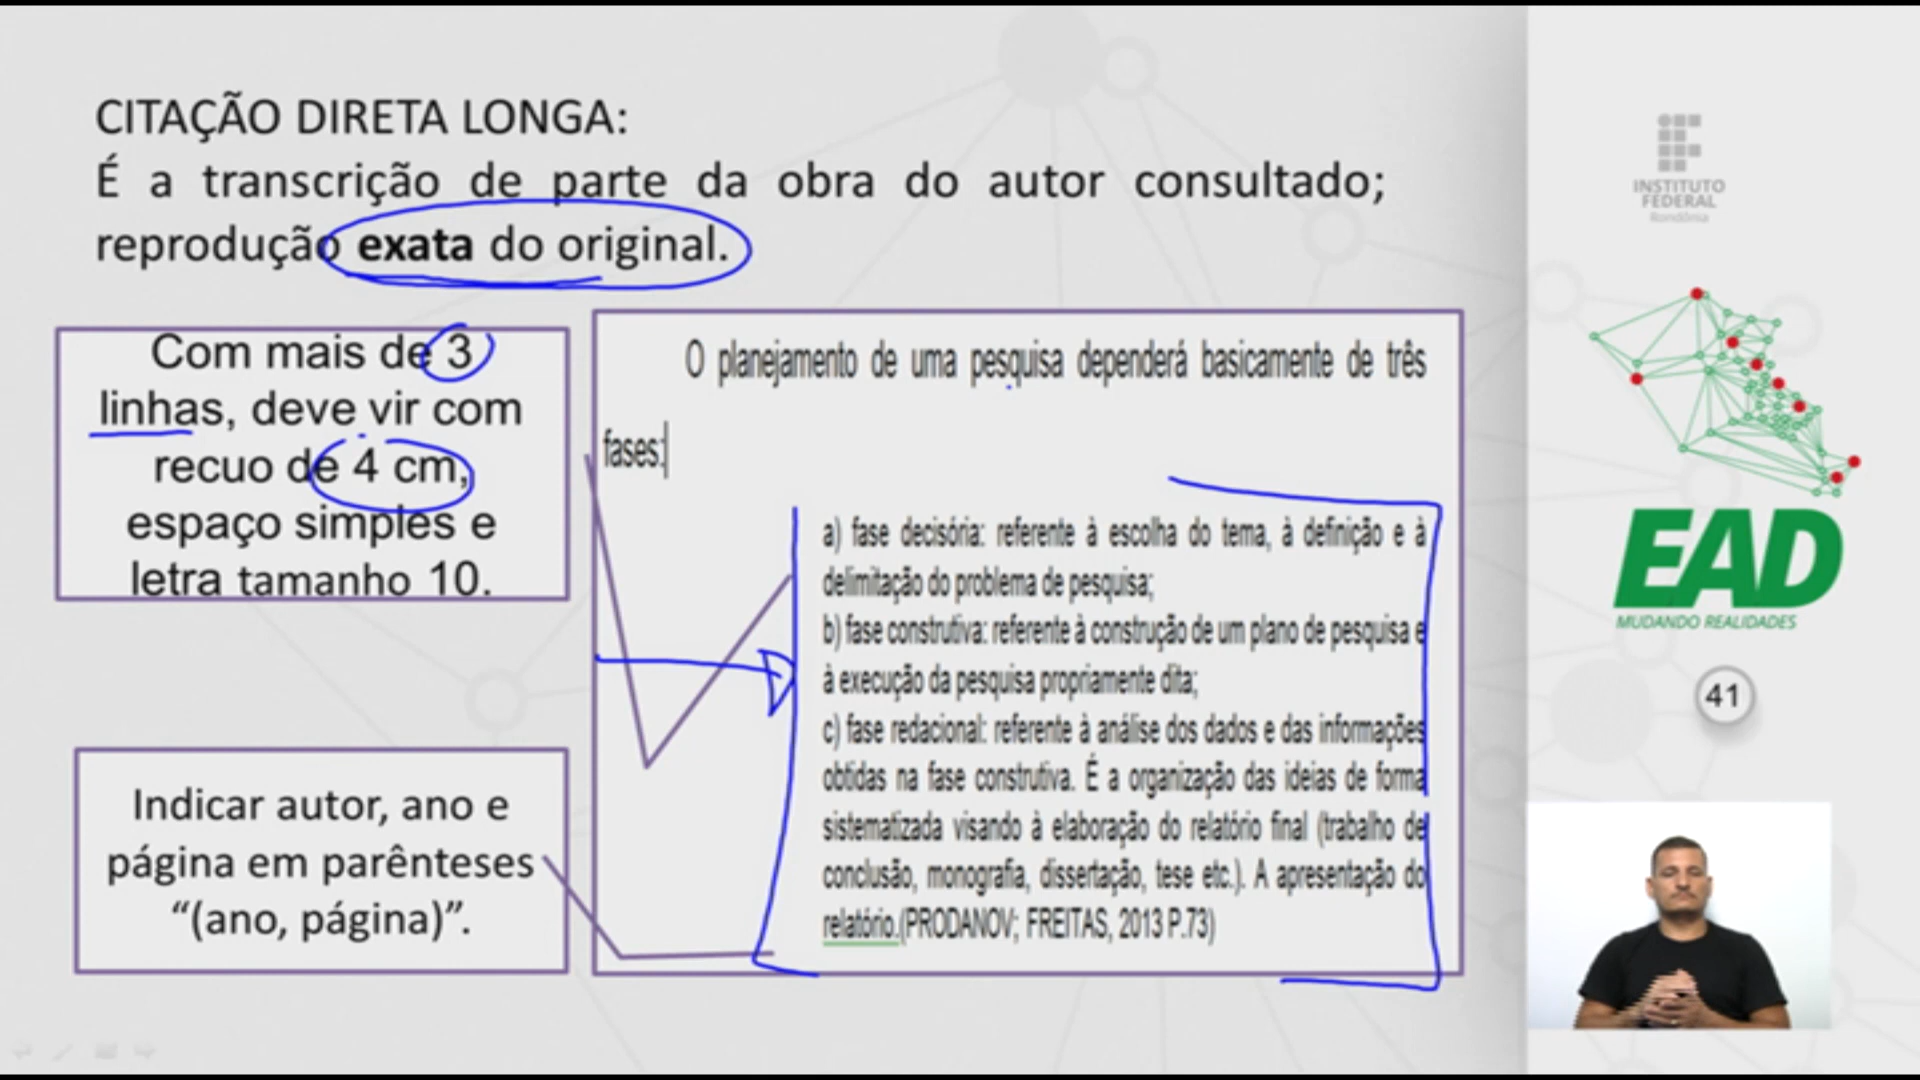 CITAÇÃO DIRETA LONGA:
É a transcrição de parte da obra do autor consultado;
reprodução exata do original.
Com mais de 3
linhas, deve vir com
recuo de 4 cm,
espaço simples e
letra tamanho 10.
Indicar autor, ano e
página em parênteses
“(ano, página)”.
O planejamento de uma pesquisa dependerá basicamente de três
fases:
a) fase decisória: referente à escolha do tema, à definição e à
delimitação do problema de pesquisa;
b) fase construtiva: referente à construção de um plano de pesquisa e
à execução da pesquisa propriamente dita;
c) fase redacional: referente à análise dos dados e das informações
obtidas na fase construtiva. É a organização das ideias de forma
sistematizada visando à elaboração do relatório final (trabalho de
conclusão, monografia, dissertação, tese etc.). A apresentação do
relatório.(PRODANOV; FREITAS, 2013 P.73)
INSTITUTO
FEDERAL
Rondônia
EAD
MUDANDO REALIDADES
41